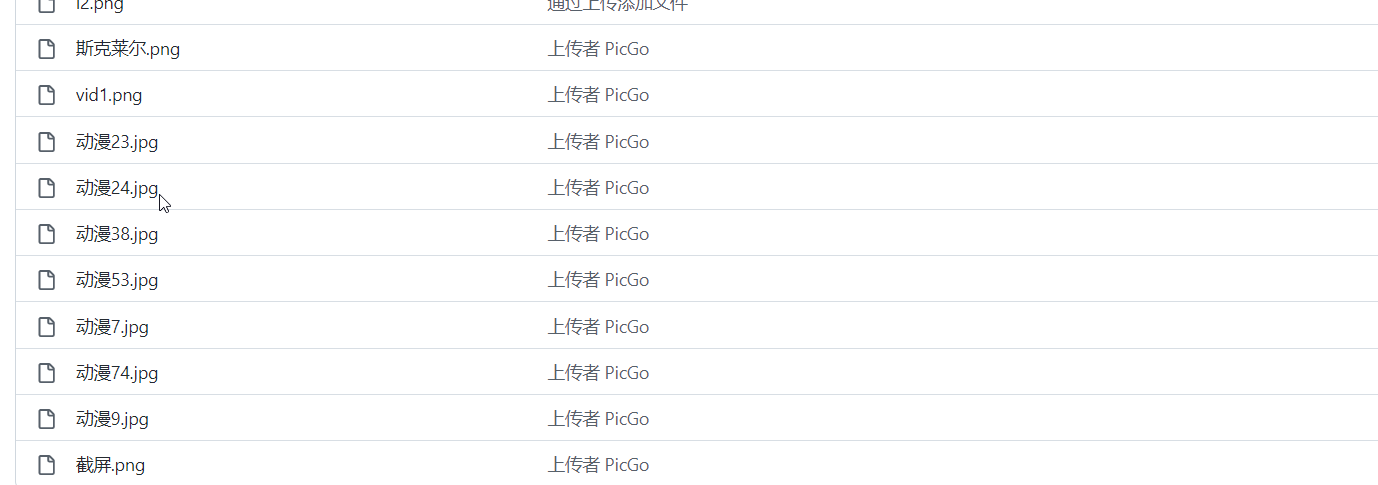 l2.png 通过上传添加文件
斯克莱尔.png 上传者 PicGo
vid1.png 上传者 PicGo
动漫23.jpg 上传者 PicGo
动漫24.jpg 上传者 PicGo
动漫38.jpg 上传者 PicGo
动漫53.jpg 上传者 PicGo
动漫7.jpg 上传者 PicGo
动漫74.jpg 上传者 PicGo
动漫9.jpg 上传者 PicGo
截屏.png 上传者 PicGo